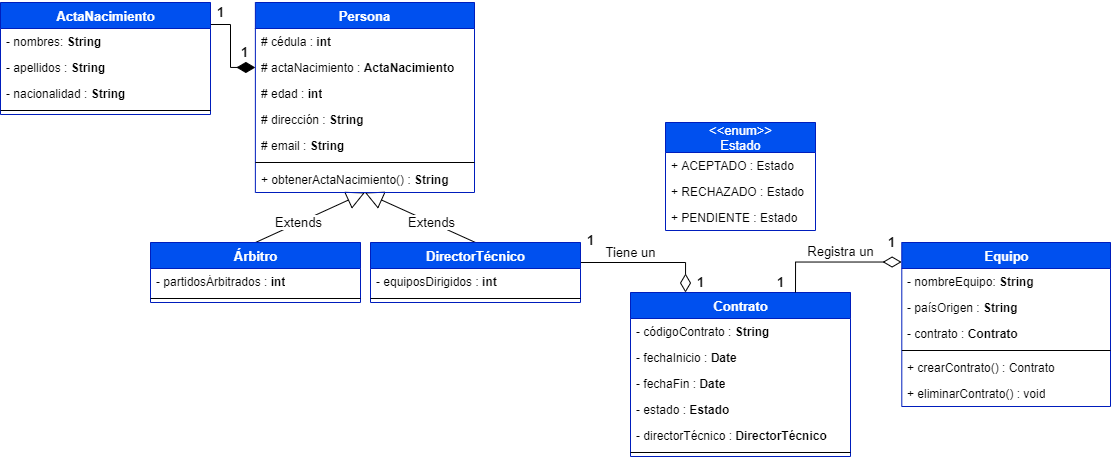 ActaNacimiento
- nombres: String
- apellidos : String
- nacionalidad : String
1
1
Persona
# cédula : int
# actaNacimiento : ActaNacimiento
# edad : int
# dirección : String
# email : String
+ obtenerActaNacimiento() : String
Extends
Extends
Árbitro
- partidosArbitrados : int
DirectorTécnico
- equiposDirigidos : int
1
Tiene un
1
<<enum>>
Estado
+ ACEPTADO : Estado
+ RECHAZADO : Estado
+ PENDIENTE : Estado
Contrato
- códigoContrato : String
- fechaInicio : Date
- fechaFin : Date
- estado : Estado
- directorTécnico : DirectorTécnico
1
Registra un
1
Equipo
- nombreEquipo: String
- paísOrigen : String
- contrato : Contrato
+ crearContrato() : Contrato
+ eliminarContrato() : void